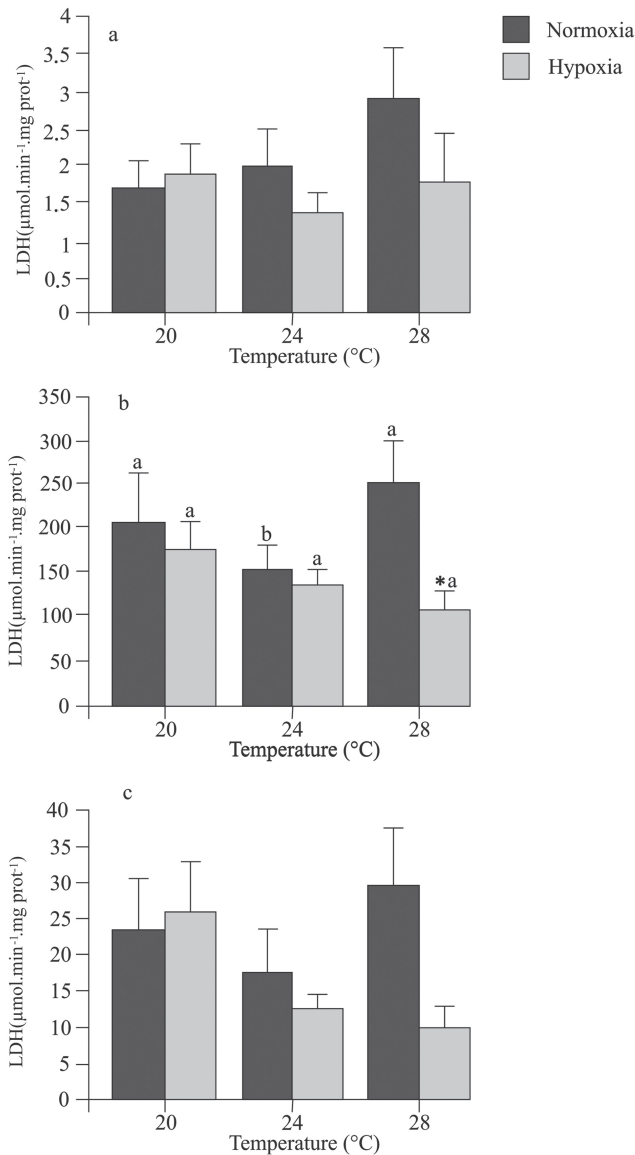 a
Normoxia
Hypoxia
LDH(µmol.min⁻¹.mg prot⁻¹)
4
3.5
3
2.5
2
1.5
1
0.5
0
20
24
28
Temperature (°C)
b
LDH(µmol.min⁻¹.mg prot⁻¹)
350
300
250
200
150
100
50
0
a
a
b
a
a
*a
20
24
28
Temperature (°C)
c
LDH(µmol.min⁻¹.mg prot⁻¹)
40
35
30
25
20
15
10
5
0
20
24
28
Temperature (°C)